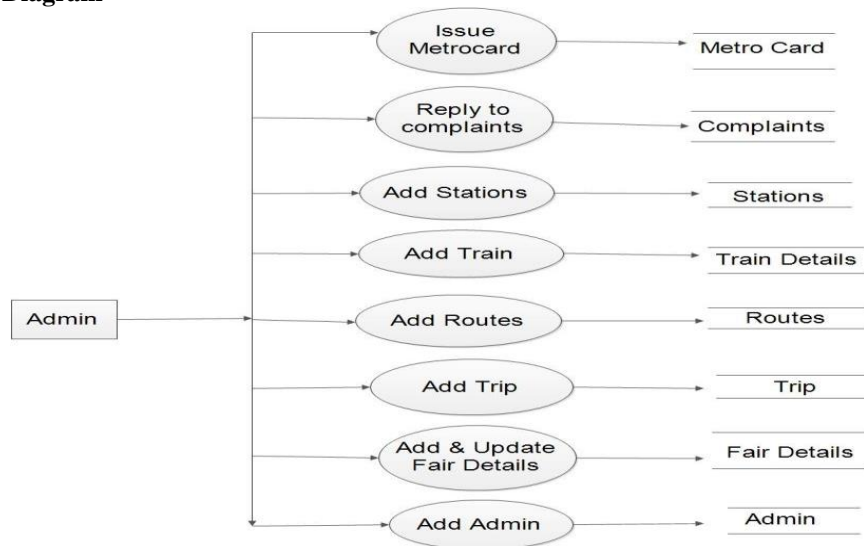 Diagram
Issue
Metrocard
Metro Card
Reply to
complaints
Complaints
Add Stations
Stations
Add Train
Train Details
Admin
Add Routes
Routes
Add Trip
Trip
Add & Update
Fair Details
Fair Details
Add Admin
Admin